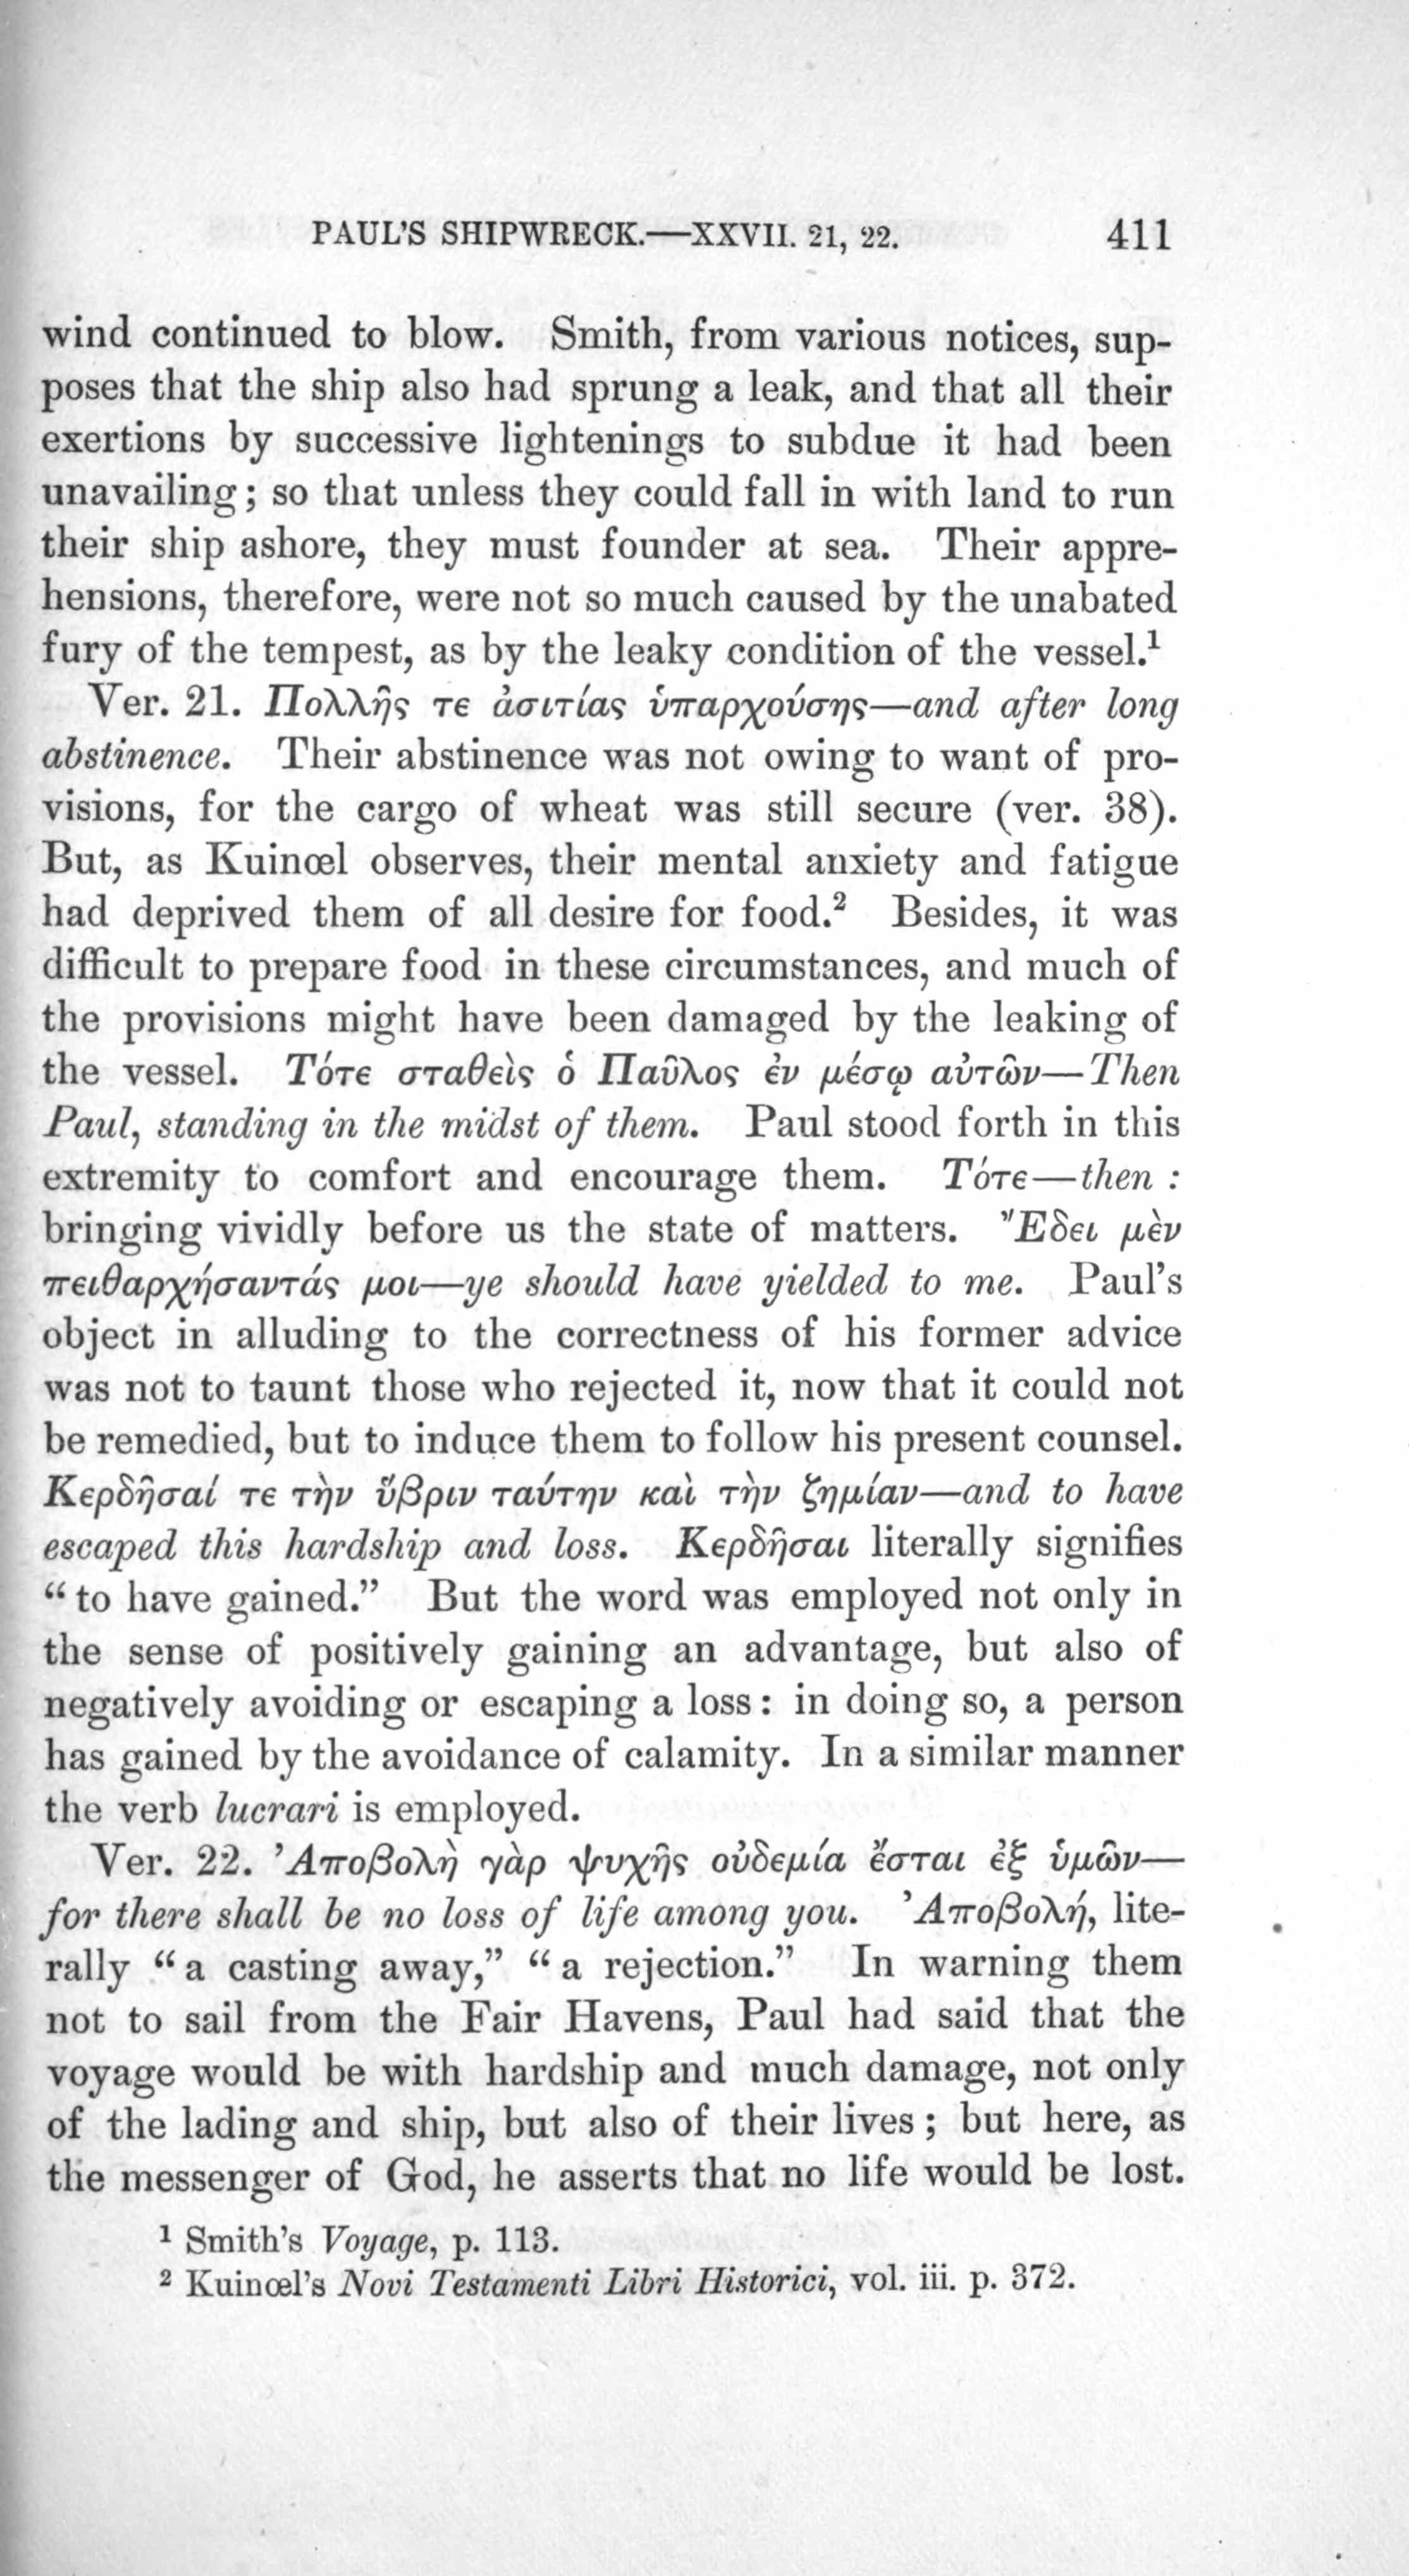 PAUL'S SHIPWRECK.—XXVII. 21, 22. 411
wind continued to blow. Smith, from various notices, sup-
poses that the ship also had sprung a leak, and that all their
exertions by successive lightenings to subdue it had been
unavailing; so that unless they could fall in with land to run
their ship ashore, they must founder at sea. Their appre-
hensions, therefore, were not so much caused by the unabated
fury of the tempest, as by the leaky condition of the vessel.¹
Ver. 21. Πολλῆς τε ἀσιτίας ὑπαρχούσης—and after long
abstinence. Their abstinence was not owing to want of pro-
visions, for the cargo of wheat was still secure (ver. 38).
But, as Kuinœl observes, their mental anxiety and fatigue
had deprived them of all desire for food.² Besides, it was
difficult to prepare food in these circumstances, and much of
the provisions might have been damaged by the leaking of
the vessel. Τότε σταθεὶς ὁ Παῦλος ἐν μέσῳ αὐτῶν—Then
Paul, standing in the midst of them. Paul stood forth in this
extremity to comfort and encourage them. Τότε—then :
bringing vividly before us the state of matters. Ἔδει μὲν
πειθαρχήσαντάς μοι—ye should have yielded to me. Paul's
object in alluding to the correctness of his former advice
was not to taunt those who rejected it, now that it could not
be remedied, but to induce them to follow his present counsel.
Κερδῆσαί τε τὴν ὕβριν ταύτην καὶ τὴν ζημίαν—and to have
escaped this hardship and loss. Κερδῆσαι literally signifies
“ to have gained.” But the word was employed not only in
the sense of positively gaining an advantage, but also of
negatively avoiding or escaping a loss : in doing so, a person
has gained by the avoidance of calamity. In a similar manner
the verb lucrari is employed.
Ver. 22. Ἀποβολὴ γὰρ ψυχῆς οὐδεμία ἔσται ἐξ ὑμῶν—
for there shall be no loss of life among you. Ἀποβολή, lite-
rally “ a casting away,” “ a rejection.” In warning them
not to sail from the Fair Havens, Paul had said that the
voyage would be with hardship and much damage, not only
of the lading and ship, but also of their lives ; but here, as
the messenger of God, he asserts that no life would be lost.
¹ Smith's Voyage, p. 113.
² Kuinœl's Novi Testamenti Libri Historici, vol. iii. p. 372.